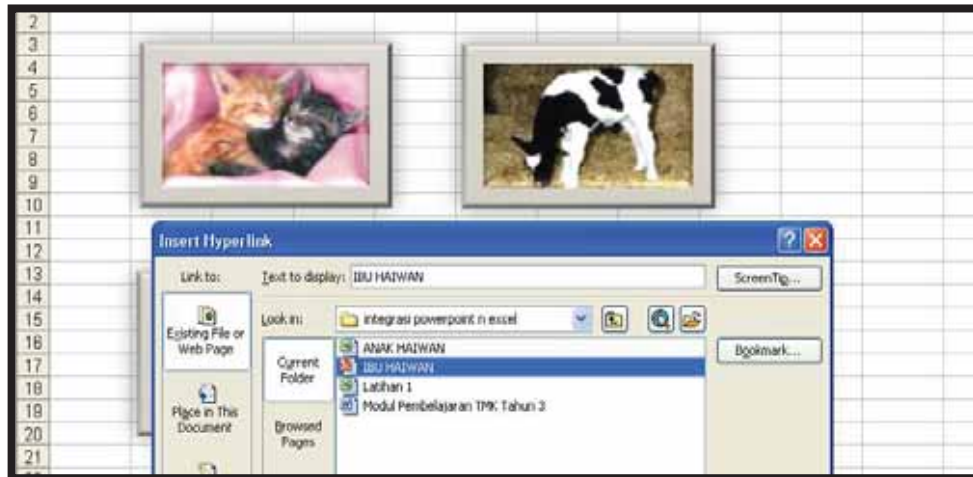 2
3
4
5
6
7
8
9
10
11
12
13
14
15
16
17
18
19
20
21
Insert Hyperlink
Link to:
Text to display: IBU HAIWAN
ScreenTip...
Look in: integrasi powerpoint n excel
Existing File or
Web Page
Current
Folder
ANAK HAIWAN
IBU HAIWAN
Latihan 1
Modul Pembelajaran TMK Tahun 3
Bookmark...
Place in This
Document
Browsed
Pages